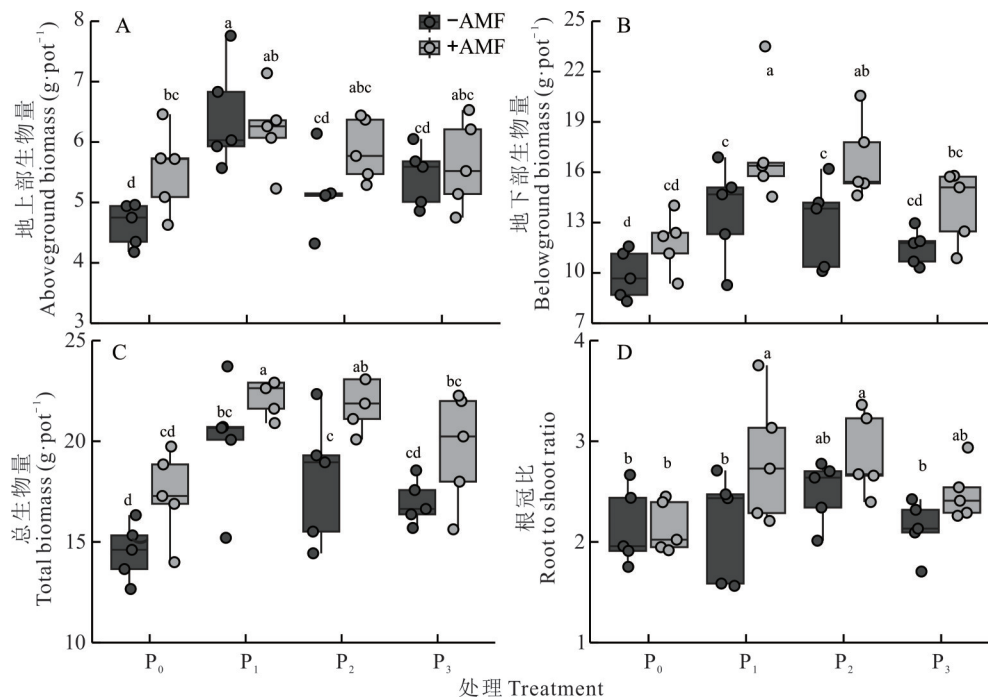 A
−AMF
+AMF
地上部生物量
Aboveground biomass (g·pot⁻¹)
8
7
6
5
4
3
d
bc
a
ab
cd
abc
cd
abc
B
地下部生物量
Belowground biomass (g·pot⁻¹)
25
22
19
16
13
10
7
d
cd
c
a
c
ab
cd
bc
C
总生物量
Total biomass (g·pot⁻¹)
25
20
15
10
d
cd
bc
a
c
ab
cd
bc
P₀
P₁
P₂
P₃
D
根冠比
Root to shoot ratio
4
3
2
1
b
b
b
a
ab
a
b
ab
P₀
P₁
P₂
P₃
处理 Treatment